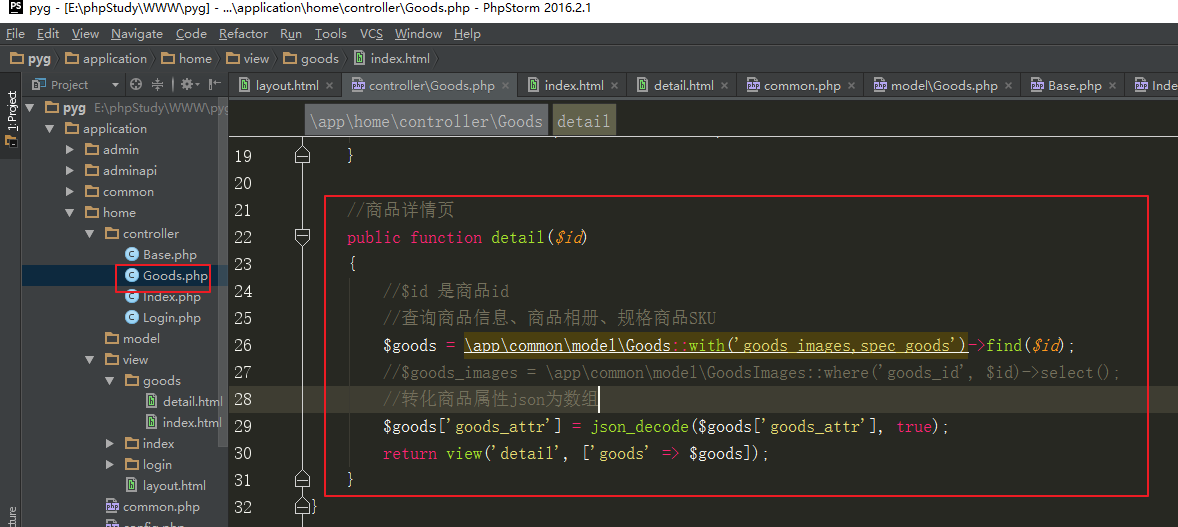 pyg - [E:\phpStudy\WWW\pyg] - ...\application\home\controller\Goods.php - PhpStorm 2016.2.1
File Edit View Navigate Code Refactor Run Tools VCS Window Help
pyg application home view goods index.html
Project layout.html controller\Goods.php index.html detail.html common.php model\Goods.php Base.php Inde
1: Project
pyg E:\phpStudy\WWW\pyg
application
admin
adminapi
common
home
controller
Base.php
Goods.php
Index.php
Login.php
model
view
goods
detail.html
index.html
index
login
layout.html
common.php
config.php
\app\home\controller\Goods detail
19 }
20
21 //商品详情页
22 public function detail($id)
23 {
24 //$id 是商品id
25 //查询商品信息、商品相册、规格商品SKU
26 $goods = \app\common\model\Goods::with('goods_images,spec_goods')->find($id);
27 //$goods_images = \app\common\model\GoodsImages::where('goods_id', $id)->select();
28 //转化商品属性json为数组
29 $goods['goods_attr'] = json_decode($goods['goods_attr'], true);
30 return view('detail', ['goods' => $goods]);
31 }
32 }